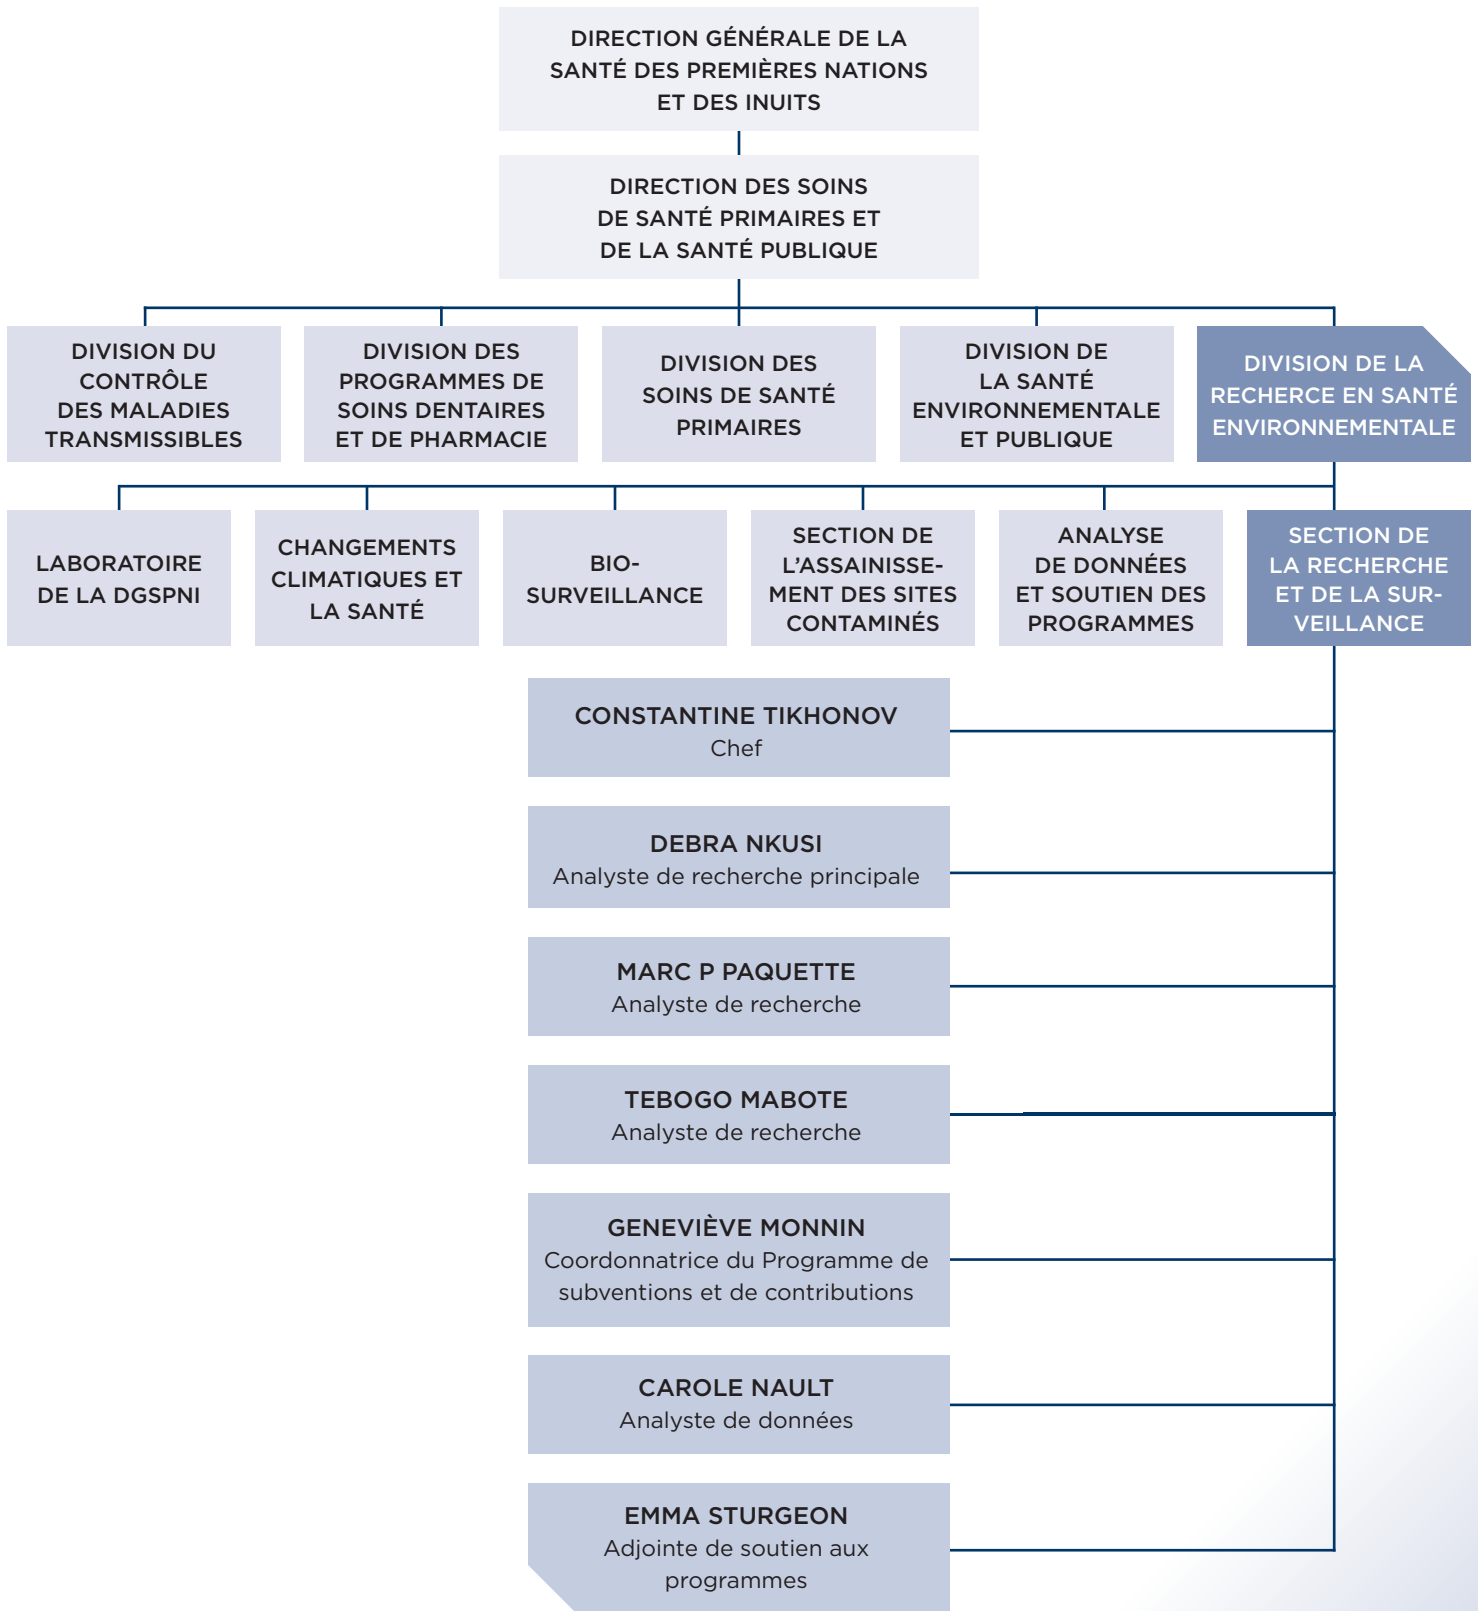 DIRECTION GÉNÉRALE DE LA
SANTÉ DES PREMIÈRES NATIONS
ET DES INUITS
DIRECTION DES SOINS
DE SANTÉ PRIMAIRES ET
DE LA SANTÉ PUBLIQUE
DIVISION DU
CONTRÔLE
DES MALADIES
TRANSMISSIBLES
DIVISION DES
PROGRAMMES DE
SOINS DENTAIRES
ET DE PHARMACIE
DIVISION DES
SOINS DE SANTÉ
PRIMAIRES
DIVISION DE
LA SANTÉ
ENVIRONNEMENTALE
ET PUBLIQUE
DIVISION DE LA
RECHERCE EN SANTÉ
ENVIRONNEMENTALE
LABORATOIRE
DE LA DGSPNI
CHANGEMENTS
CLIMATIQUES ET
LA SANTÉ
BIO-
SURVEILLANCE
SECTION DE
L'ASSAINISSE-
MENT DES SITES
CONTAMINÉS
ANALYSE
DE DONNÉES
ET SOUTIEN DES
PROGRAMMES
SECTION DE
LA RECHERCHE
ET DE LA SUR-
VEILLANCE
CONSTANTINE TIKHONOV
Chef
DEBRA NKUSI
Analyste de recherche principale
MARC P PAQUETTE
Analyste de recherche
TEBOGO MABOTE
Analyste de recherche
GENEVIÈVE MONNIN
Coordonnatrice du Programme de
subventions et de contributions
CAROLE NAULT
Analyste de données
EMMA STURGEON
Adjointe de soutien aux
programmes